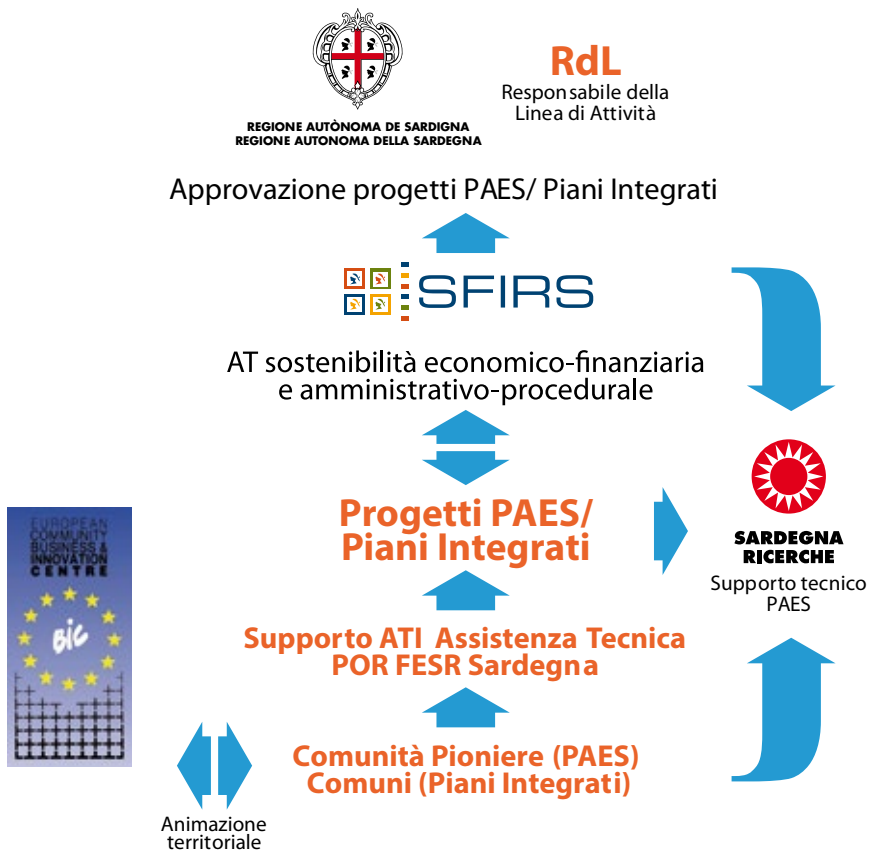 RdL
Responsabile della
Linea di Attività
REGIONE AUTÒNOMA DE SARDIGNA
REGIONE AUTONOMA DELLA SARDEGNA
Approvazione progetti PAES/ Piani Integrati
SFIRS
AT sostenibilità economico-finanziaria
e amministrativo-procedurale
Progetti PAES/
Piani Integrati
SARDEGNA
RICERCHE
Supporto tecnico
PAES
EUROPEAN
COMMUNITY
BUSINESS &
INNOVATION
CENTRE
BIC
Supporto ATI Assistenza Tecnica
POR FESR Sardegna
Comunità Pioniere (PAES)
Comuni (Piani Integrati)
Animazione
territoriale